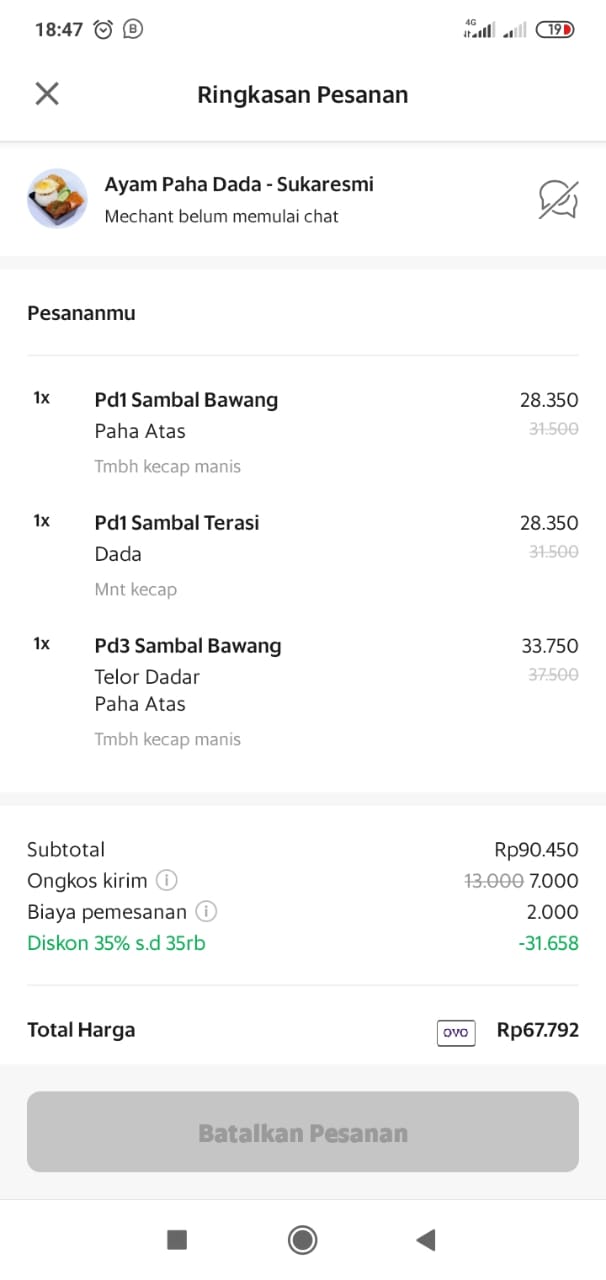 18:47 B 4G 19
Ringkasan Pesanan
Ayam Paha Dada - Sukaresmi
Mechant belum memulai chat
Pesananmu
1x Pd1 Sambal Bawang 28.350
Paha Atas 31.500
Tmbh kecap manis
1x Pd1 Sambal Terasi 28.350
Dada 31.500
Mnt kecap
1x Pd3 Sambal Bawang 33.750
Telor Dadar 37.500
Paha Atas
Tmbh kecap manis
Subtotal Rp90.450
Ongkos kirim i 13.000 7.000
Biaya pemesanan i 2.000
Diskon 35% s.d 35rb -31.658
Total Harga OVO Rp67.792
Batalkan Pesanan